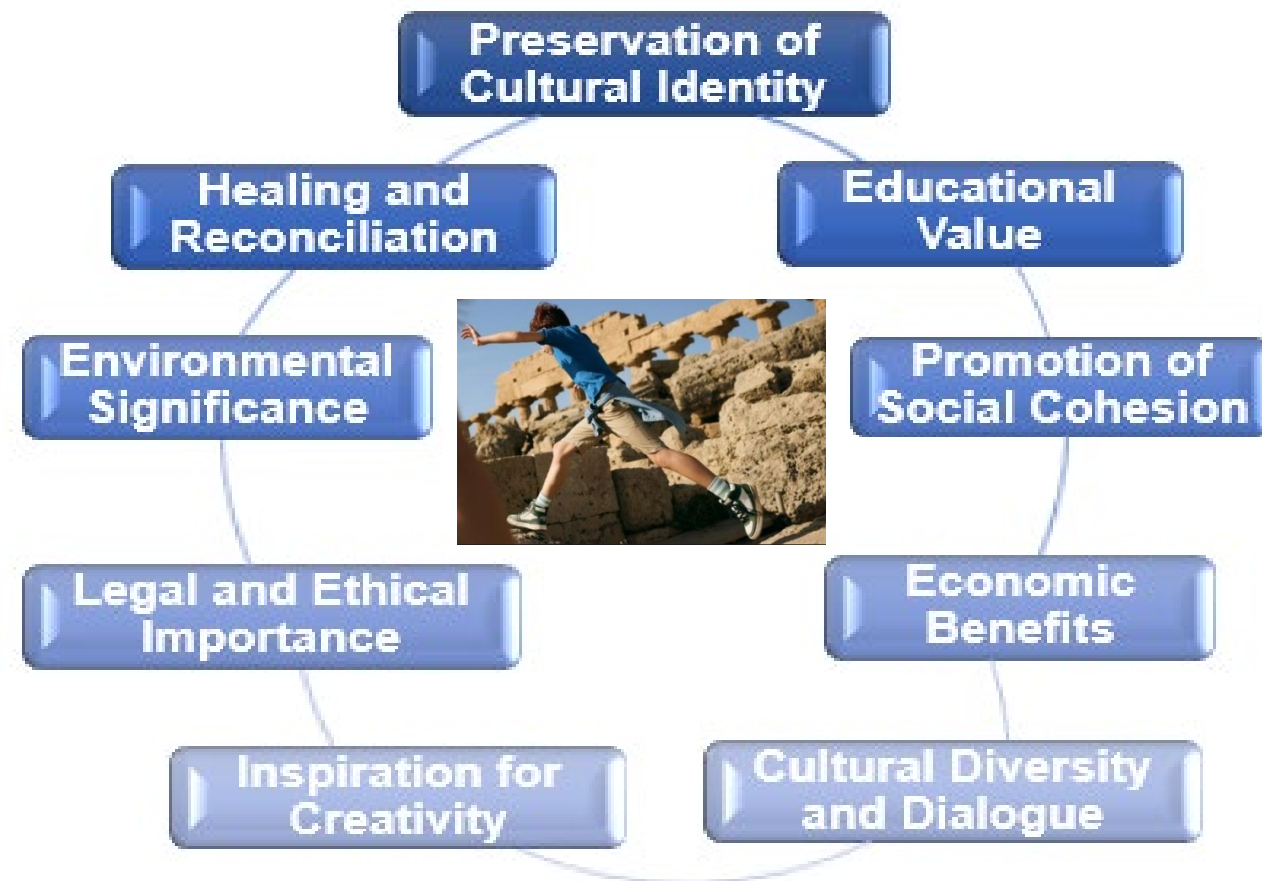 Preservation of
Cultural Identity
Educational
Value
Promotion of
Social Cohesion
Economic
Benefits
Cultural Diversity
and Dialogue
Inspiration for
Creativity
Legal and Ethical
Importance
Environmental
Significance
Healing and
Reconciliation